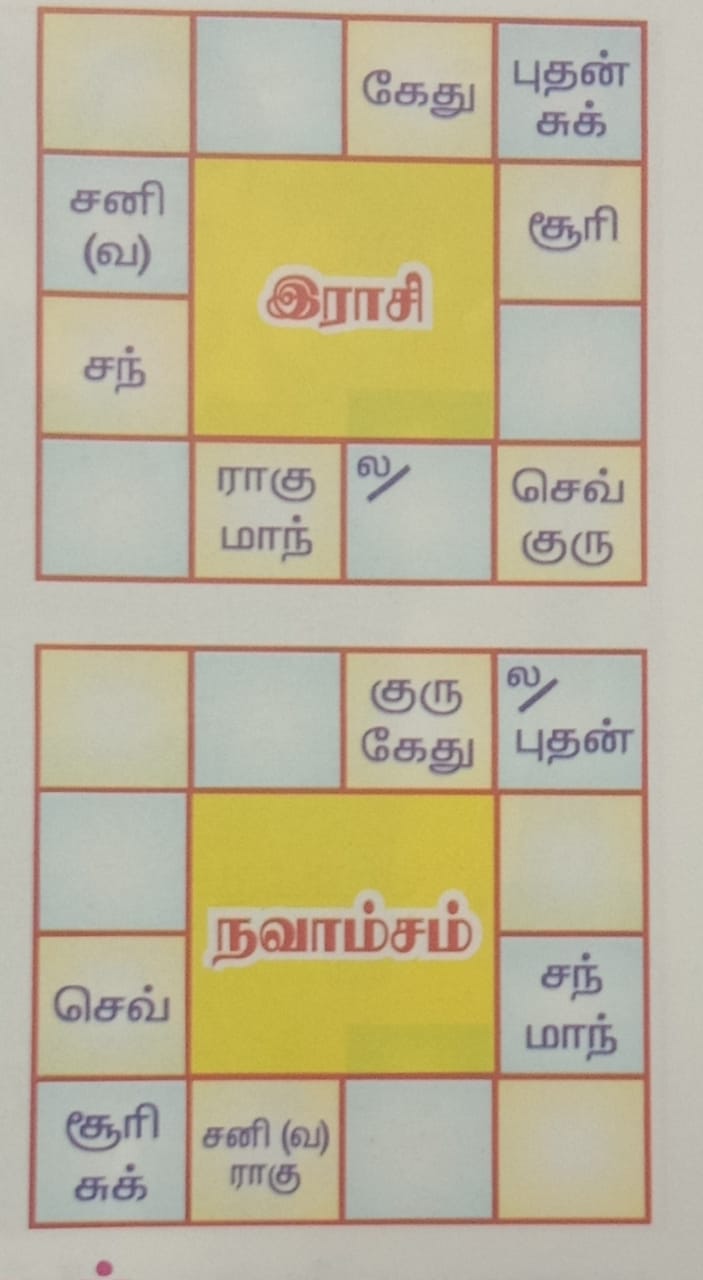 கேது
புதன்
சுக்
சனி
(வ)
சூரி
இராசி
சந்
ராகு
மாந்
ல/
செவ்
குரு
குரு
கேது
ல/
புதன்
நவாம்சம்
செவ்
சந்
மாந்
சூரி
சுக்
சனி (வ)
ராகு